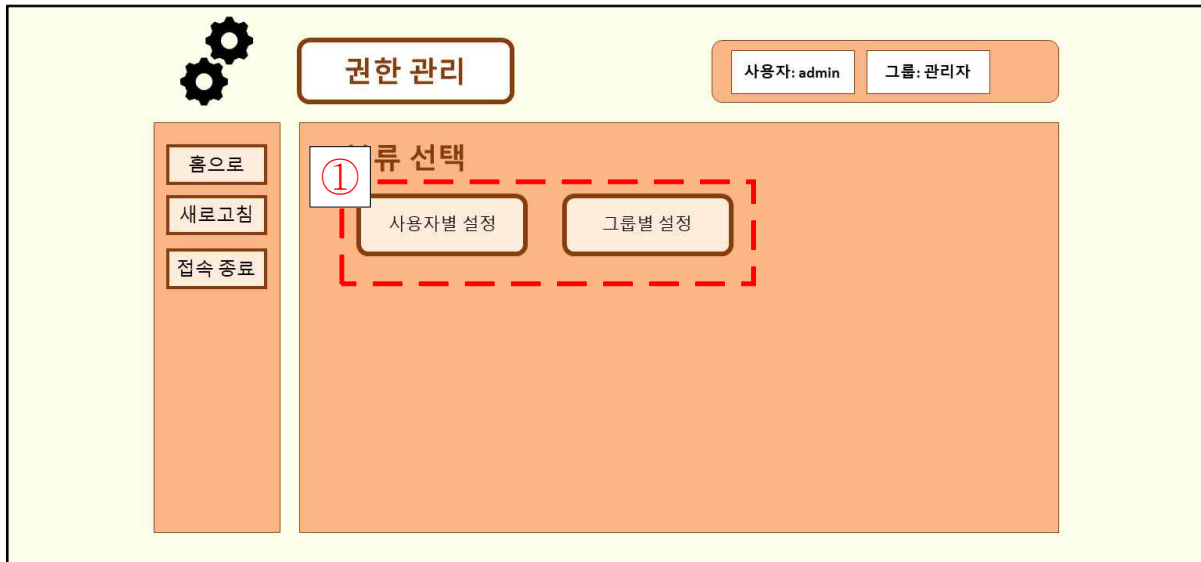 권한 관리
사용자: admin
그룹: 관리자
홈으로
새로고침
접속 종료
류 선택
①
사용자별 설정
그룹별 설정